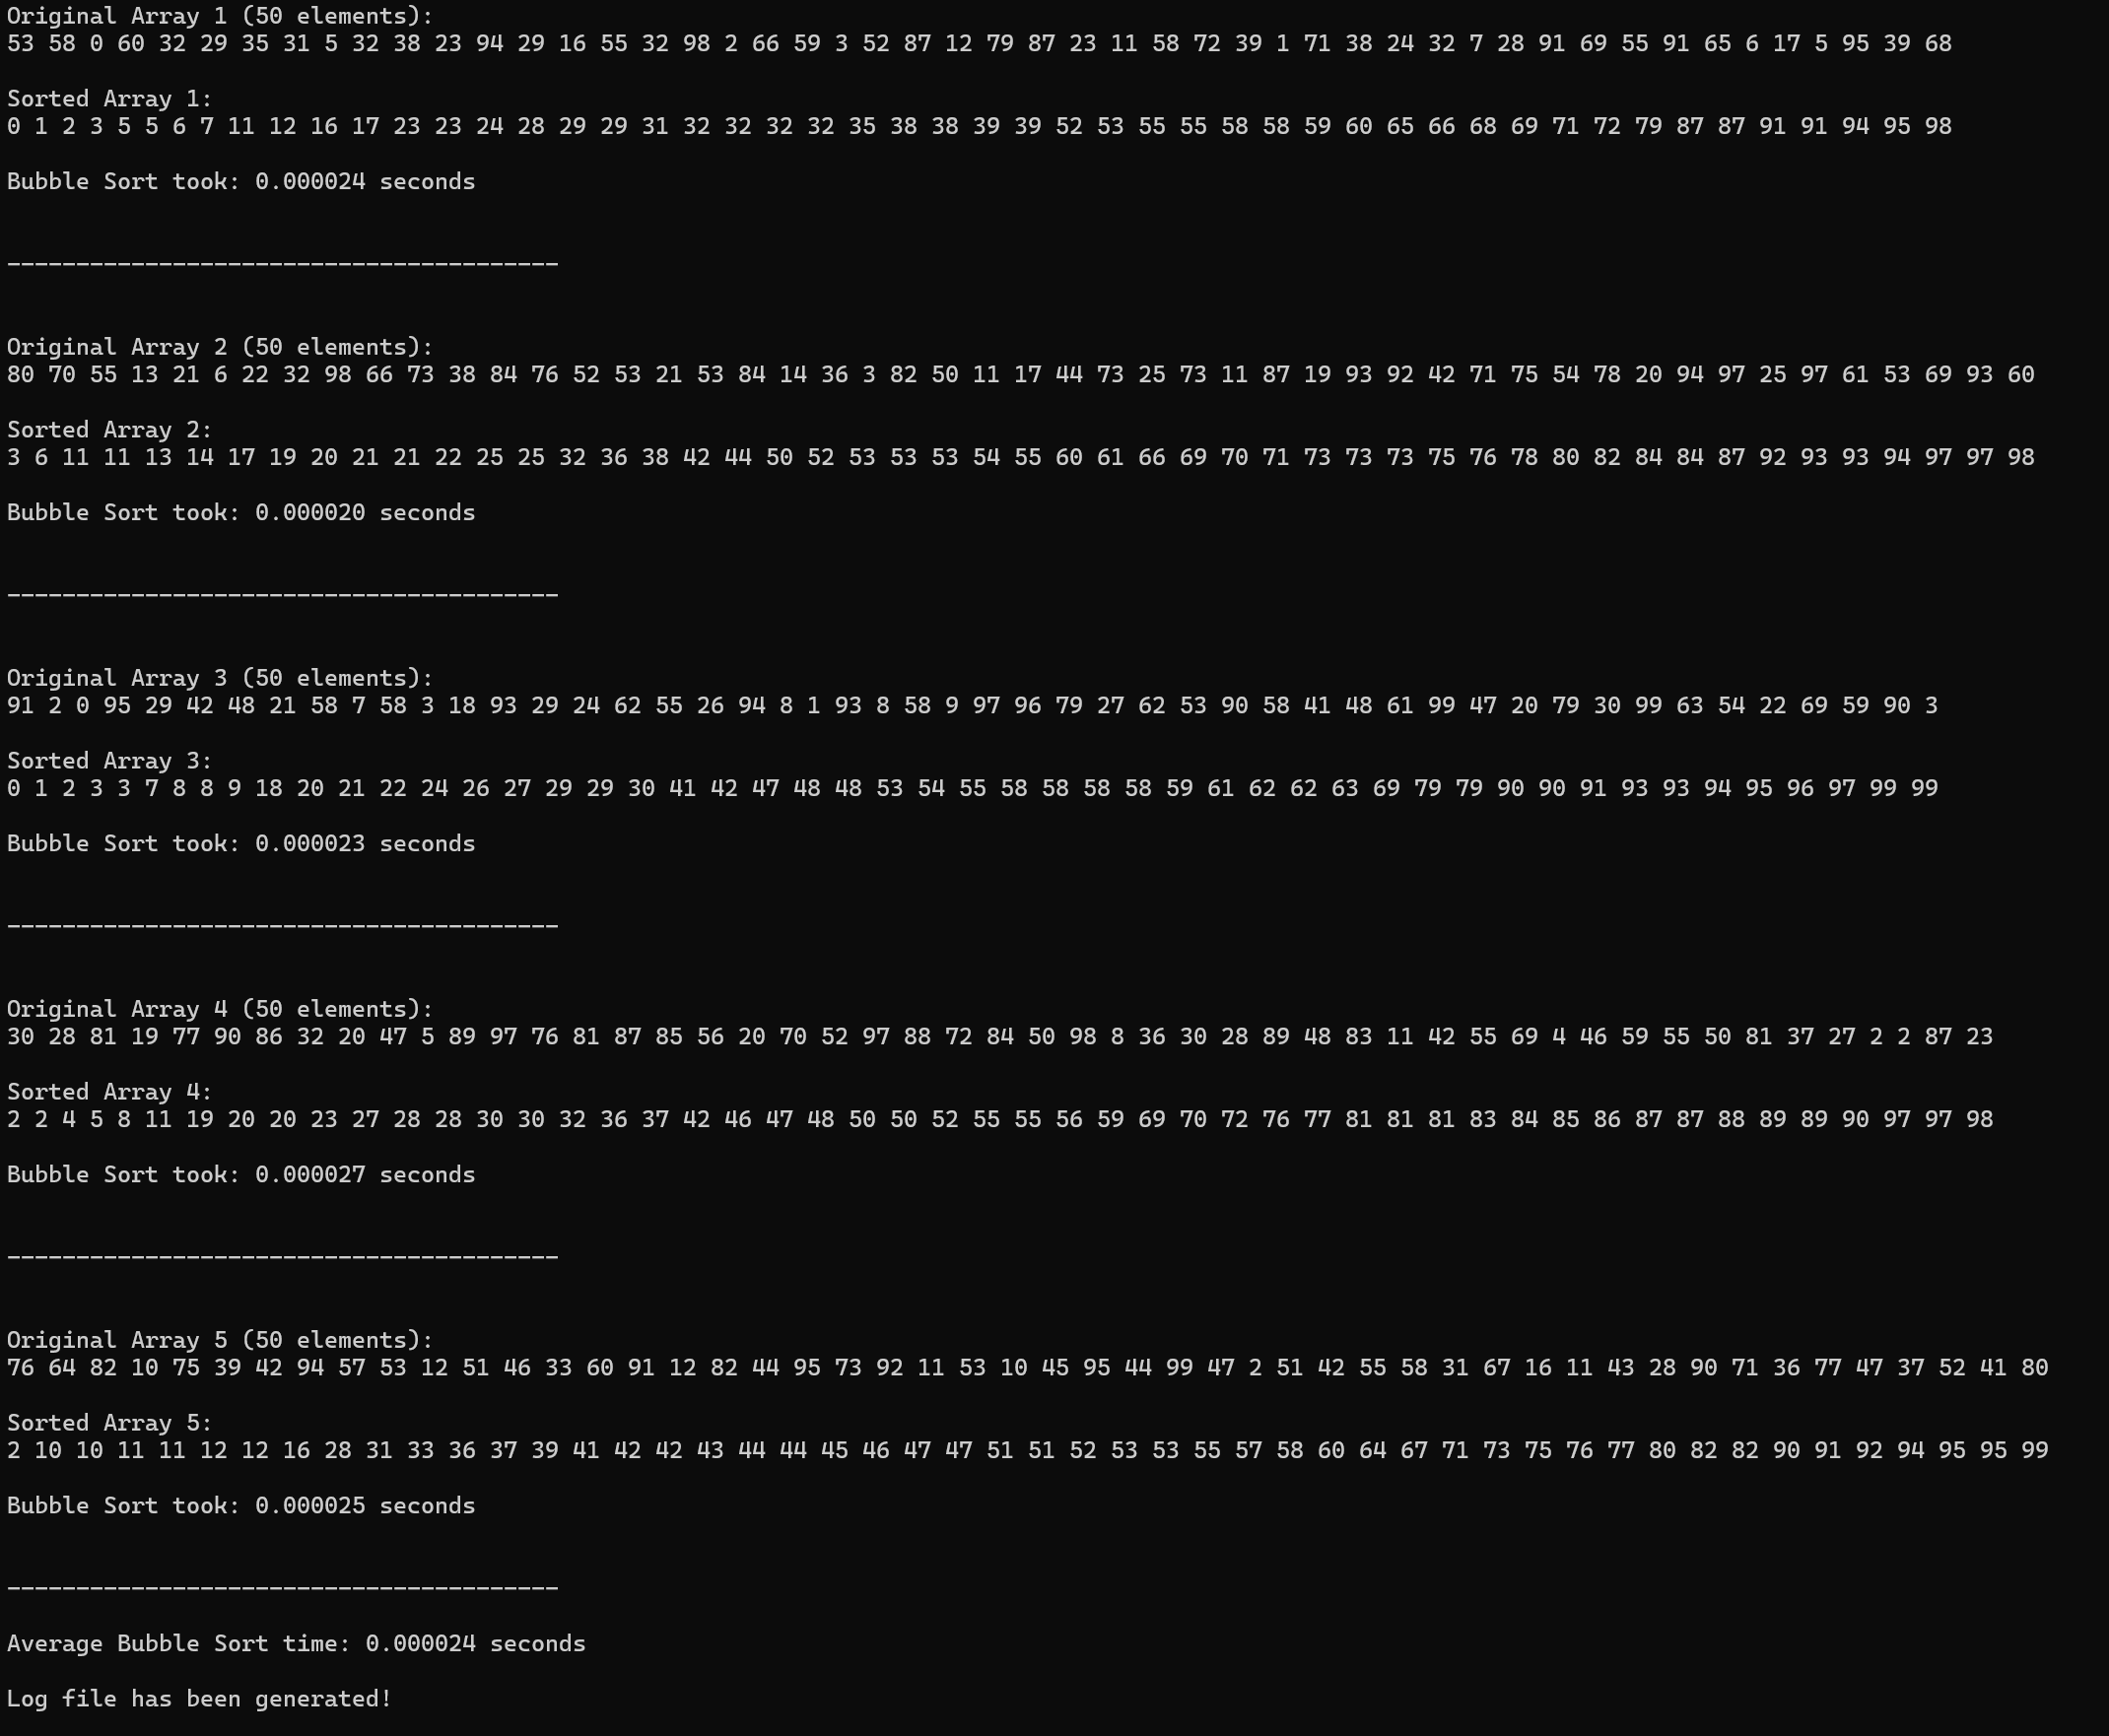 Original Array 1 (50 elements):
53 58 0 60 32 29 35 31 5 32 38 23 94 29 16 55 32 98 2 66 59 3 52 87 12 79 87 23 11 58 72 39 1 71 38 24 32 7 28 91 69 55 91 65 6 17 5 95 39 68
Sorted Array 1:
0 1 2 3 5 5 6 7 11 12 16 17 23 23 24 28 29 29 31 32 32 32 32 35 38 38 39 39 52 53 55 55 58 58 59 60 65 66 68 69 71 72 79 87 87 91 91 94 95 98
Bubble Sort took: 0.000024 seconds
----------------------------------------
Original Array 2 (50 elements):
80 70 55 13 21 6 22 32 98 66 73 38 84 76 52 53 21 53 84 14 36 3 82 50 11 17 44 73 25 73 11 87 19 93 92 42 71 75 54 78 20 94 97 25 97 61 53 69 93 60
Sorted Array 2:
3 6 11 11 13 14 17 19 20 21 21 22 25 25 32 36 38 42 44 50 52 53 53 53 54 55 60 61 66 69 70 71 73 73 73 75 76 78 80 82 84 84 87 92 93 93 94 97 97 98
Bubble Sort took: 0.000020 seconds
----------------------------------------
Original Array 3 (50 elements):
91 2 0 95 29 42 48 21 58 7 58 3 18 93 29 24 62 55 26 94 8 1 93 8 58 9 97 96 79 27 62 53 90 58 41 48 61 99 47 20 79 30 99 63 54 22 69 59 90 3
Sorted Array 3:
0 1 2 3 3 7 8 8 9 18 20 21 22 24 26 27 29 29 30 41 42 47 48 48 53 54 55 58 58 58 58 59 61 62 62 63 69 79 79 90 90 91 93 93 94 95 96 97 99 99
Bubble Sort took: 0.000023 seconds
----------------------------------------
Original Array 4 (50 elements):
30 28 81 19 77 90 86 32 20 47 5 89 97 76 81 87 85 56 20 70 52 97 88 72 84 50 98 8 36 30 28 89 48 83 11 42 55 69 4 46 59 55 50 81 37 27 2 2 87 23
Sorted Array 4:
2 2 4 5 8 11 19 20 20 23 27 28 28 30 30 32 36 37 42 46 47 48 50 50 52 55 55 56 59 69 70 72 76 77 81 81 81 83 84 85 86 87 87 88 89 89 90 97 97 98
Bubble Sort took: 0.000027 seconds
----------------------------------------
Original Array 5 (50 elements):
76 64 82 10 75 39 42 94 57 53 12 51 46 33 60 91 12 82 44 95 73 92 11 53 10 45 95 44 99 47 2 51 42 55 58 31 67 16 11 43 28 90 71 36 77 47 37 52 41 80
Sorted Array 5:
2 10 10 11 11 12 12 16 28 31 33 36 37 39 41 42 42 43 44 44 45 46 47 47 51 51 52 53 53 55 57 58 60 64 67 71 73 75 76 77 80 82 82 90 91 92 94 95 95 99
Bubble Sort took: 0.000025 seconds
----------------------------------------
Average Bubble Sort time: 0.000024 seconds
Log file has been generated!